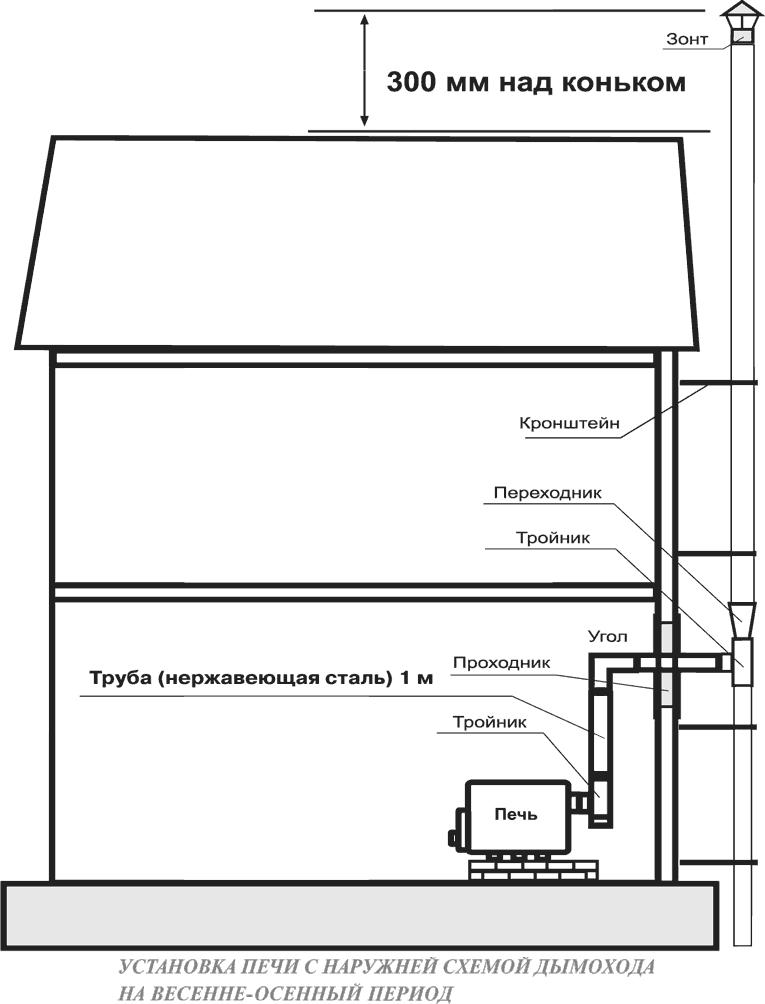 Зонт
300 мм над коньком
Кронштейн
Переходник
Тройник
Угол
Проходник
Труба (нержавеющая сталь) 1 м
Тройник
Печь
УСТАНОВКА ПЕЧИ С НАРУЖНЕЙ СХЕМОЙ ДЫМОХОДА
НА ВЕСЕННЕ-ОСЕННЫЙ ПЕРИОД